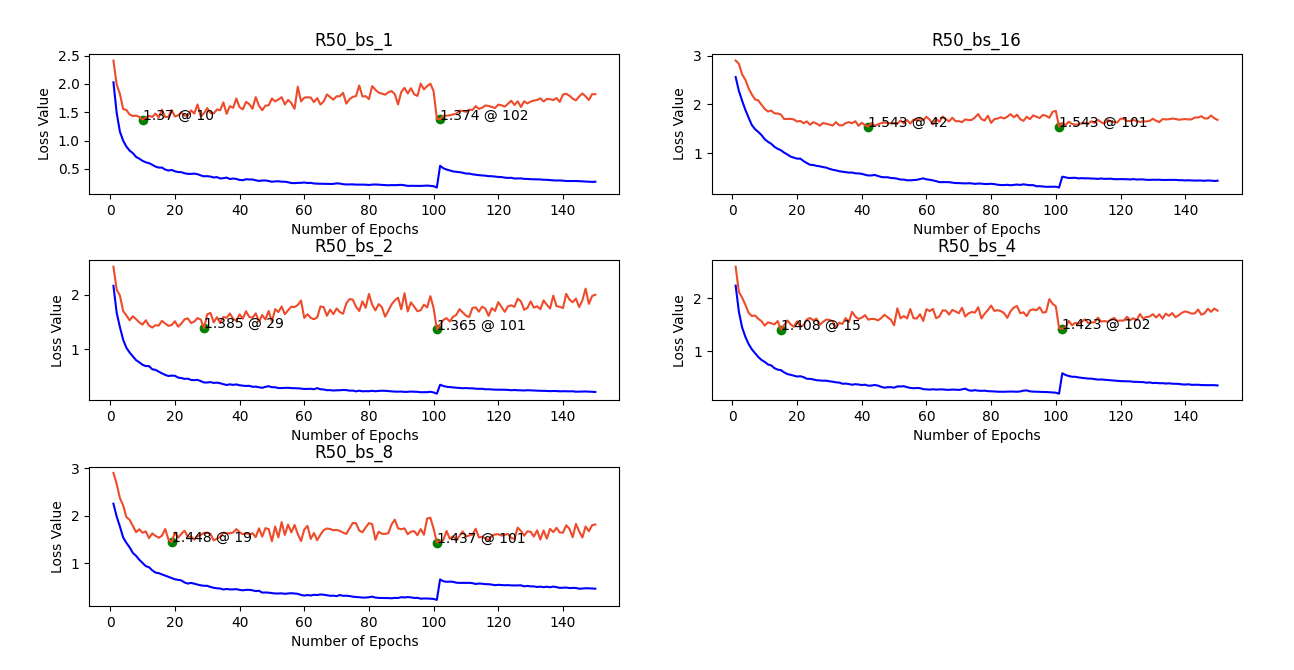 R50_bs_1
2.5
2.0
1.5
1.0
0.5
Loss Value
1.37 @ 10
1.374 @ 102
0 20 40 60 80 100 120 140
Number of Epochs
R50_bs_16
3
2
1
Loss Value
1.543 @ 42
1.543 @ 101
0 20 40 60 80 100 120 140
Number of Epochs
R50_bs_2
2
1
Loss Value
1.385 @ 29
1.365 @ 101
0 20 40 60 80 100 120 140
Number of Epochs
R50_bs_4
2
1
Loss Value
1.408 @ 15
1.423 @ 102
0 20 40 60 80 100 120 140
Number of Epochs
R50_bs_8
3
2
1
Loss Value
1.448 @ 19
1.437 @ 101
0 20 40 60 80 100 120 140
Number of Epochs